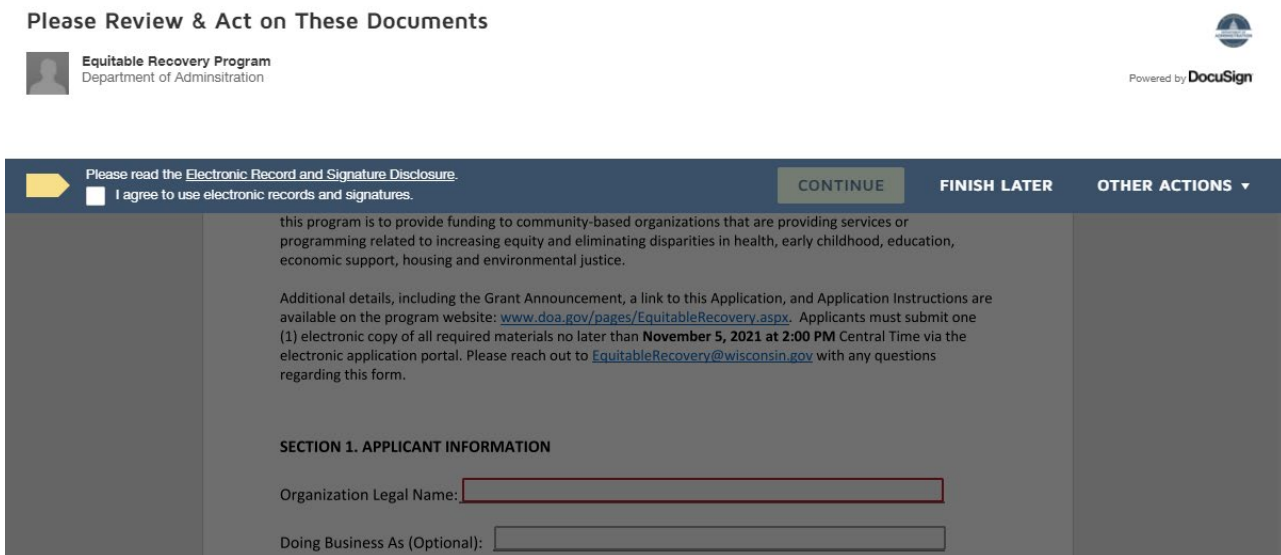 Please Review & Act on These Documents
Equitable Recovery Program
Department of Adminsitration
Powered by DocuSign
Please read the Electronic Record and Signature Disclosure.
I agree to use electronic records and signatures.
CONTINUE
FINISH LATER
OTHER ACTIONS
this program is to provide funding to community-based organizations that are providing services or
programming related to increasing equity and eliminating disparities in health, early childhood, education,
economic support, housing and environmental justice.
Additional details, including the Grant Announcement, a link to this Application, and Application Instructions are
available on the program website: www.doa.gov/pages/EquitableRecovery.aspx. Applicants must submit one
(1) electronic copy of all required materials no later than November 5, 2021 at 2:00 PM Central Time via the
electronic application portal. Please reach out to EquitableRecovery@wisconsin.gov with any questions
regarding this form.
SECTION 1. APPLICANT INFORMATION
Organization Legal Name:
Doing Business As (Optional):